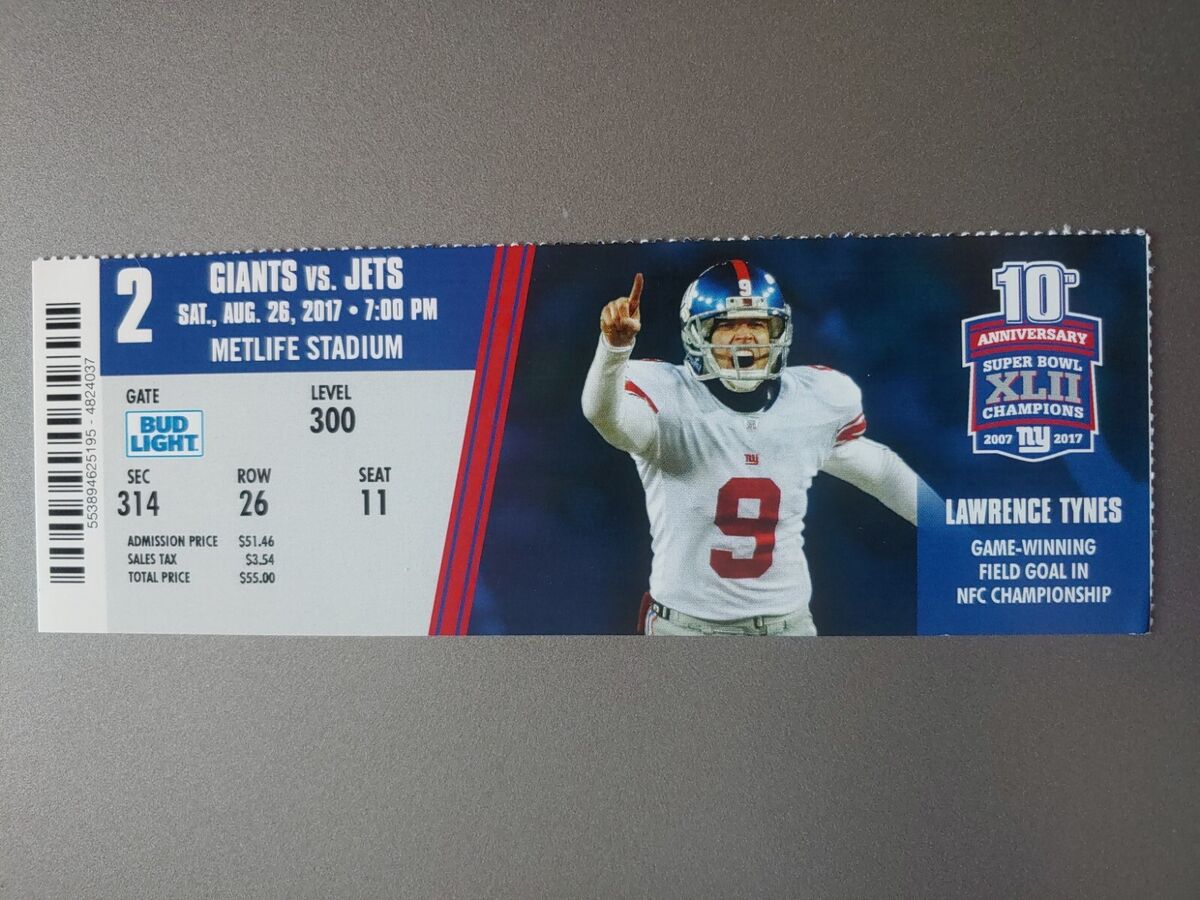 2
GIANTS VS. JETS
SAT., AUG. 26, 2017 • 7:00 PM
METLIFE STADIUM
553894625195 - 4824037
GATE
BUD
LIGHT
LEVEL
300
SEC ROW SEAT
314 26 11
ADMISSION PRICE $51.46
SALES TAX $3.54
TOTAL PRICE $55.00
9
ny
9
10TH
ANNIVERSARY
SUPER BOWL
XLII
CHAMPIONS
2007 ny 2017
LAWRENCE TYNES
GAME-WINNING
FIELD GOAL IN
NFC CHAMPIONSHIP